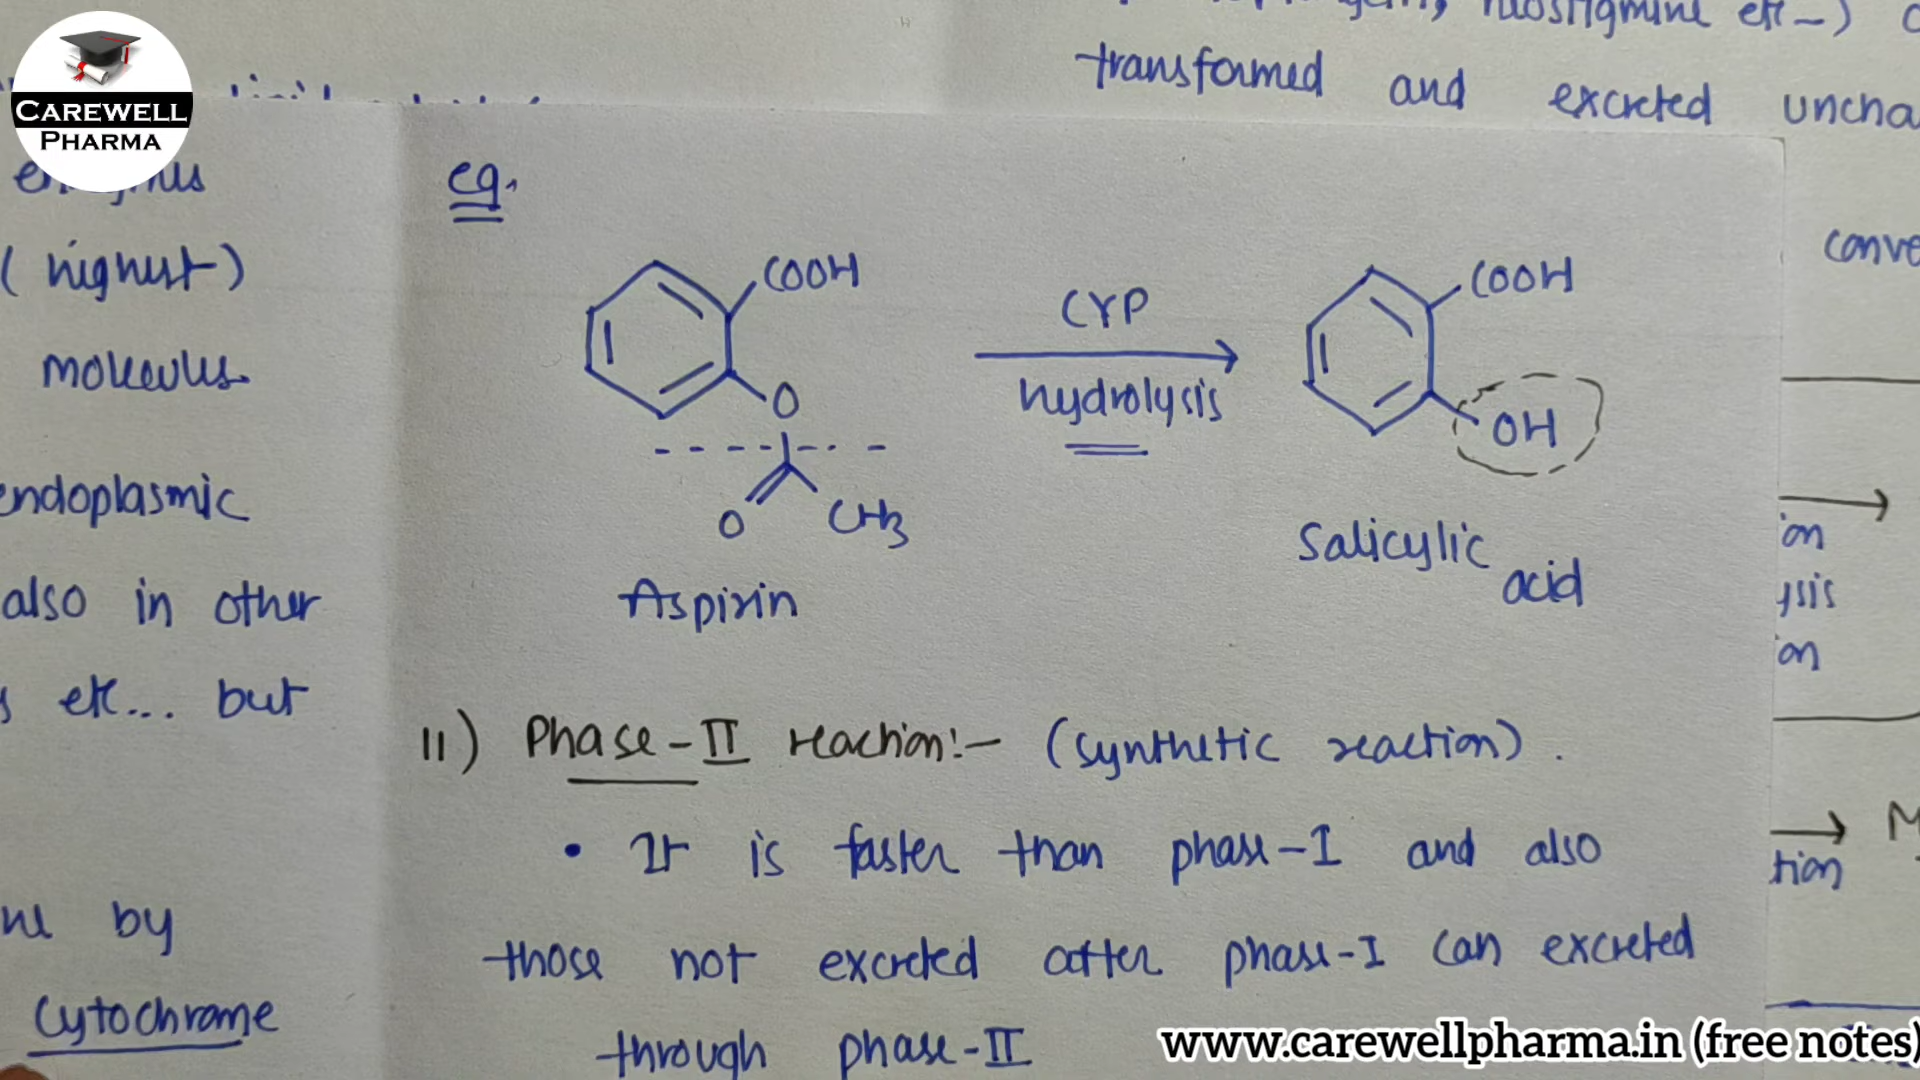 CAREWELL
PHARMA
neostigmine etc-)
transformed and excreted
(highest)
molecules
endoplasmic
also in other
etc... but
by
Cytochrome
eg.
COOH
O
O
CH3
Aspirin
CYP
hydrolysis
COOH
OH
Salicylic
acid
II) Phase-II reaction:- (synthetic reaction).
• It is faster than phase-I and also
those not excreted after phase-I can excreted
through phase-II
www.carewellpharma.in (free notes)